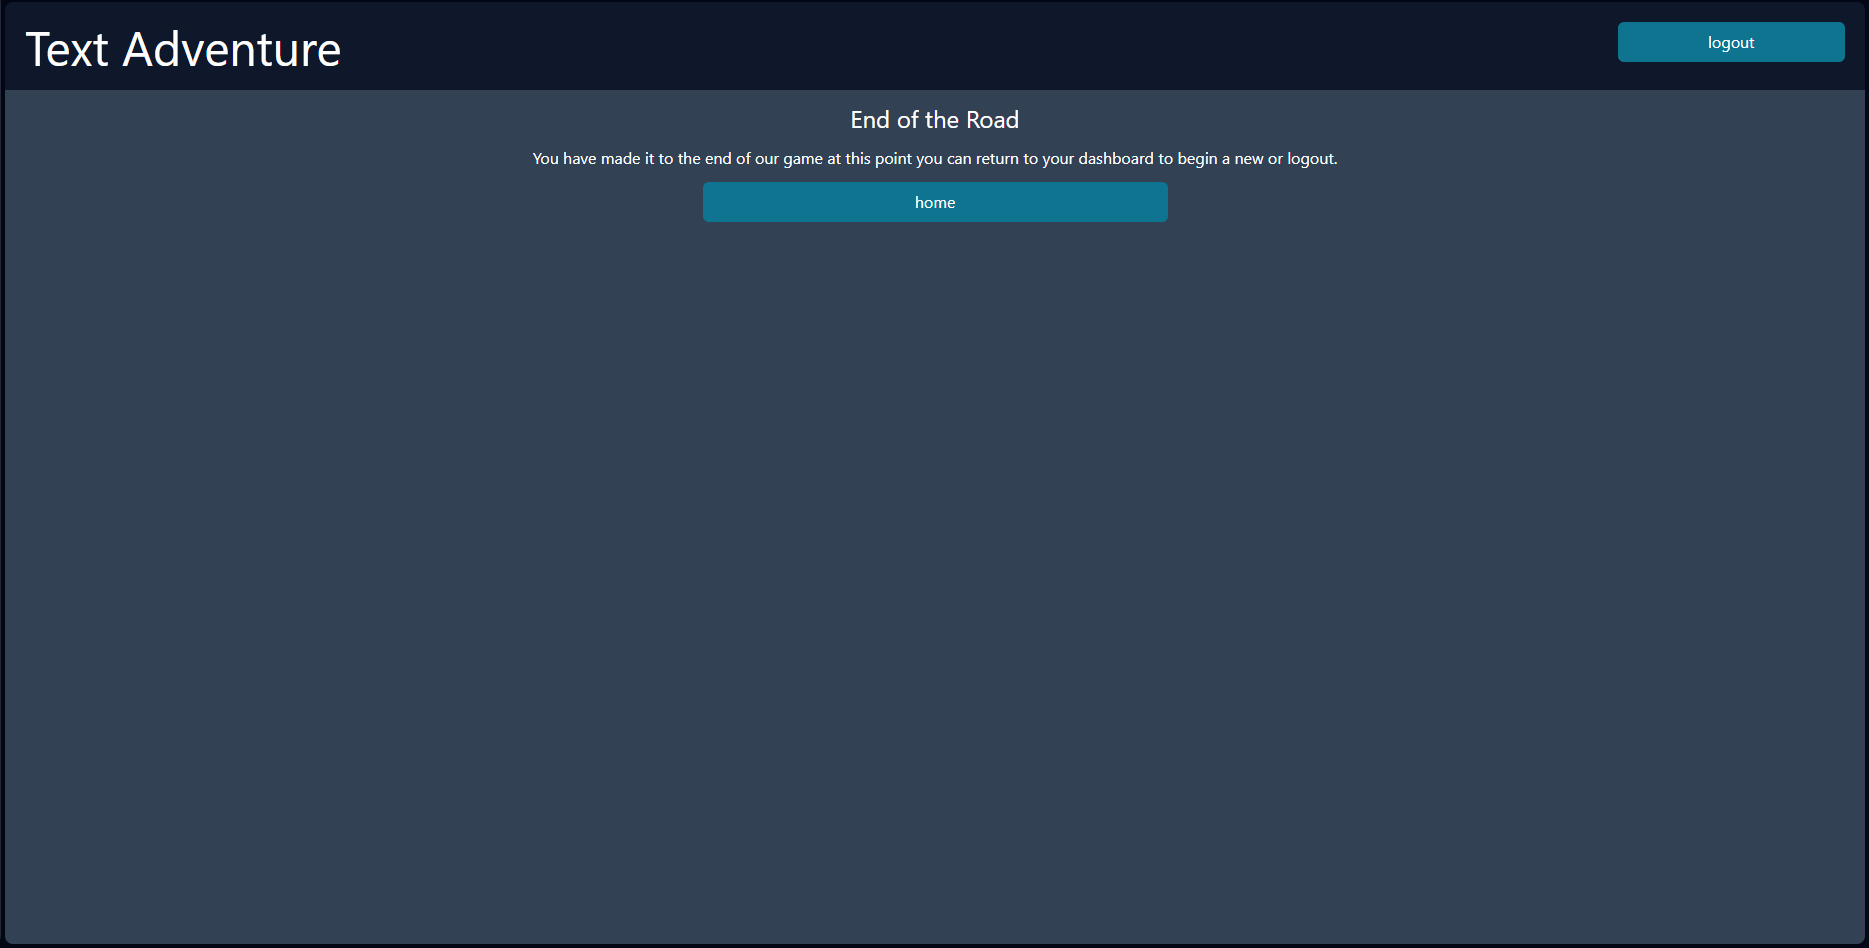 Text Adventure
logout
End of the Road
You have made it to the end of our game at this point you can return to your dashboard to begin a new or logout.
home